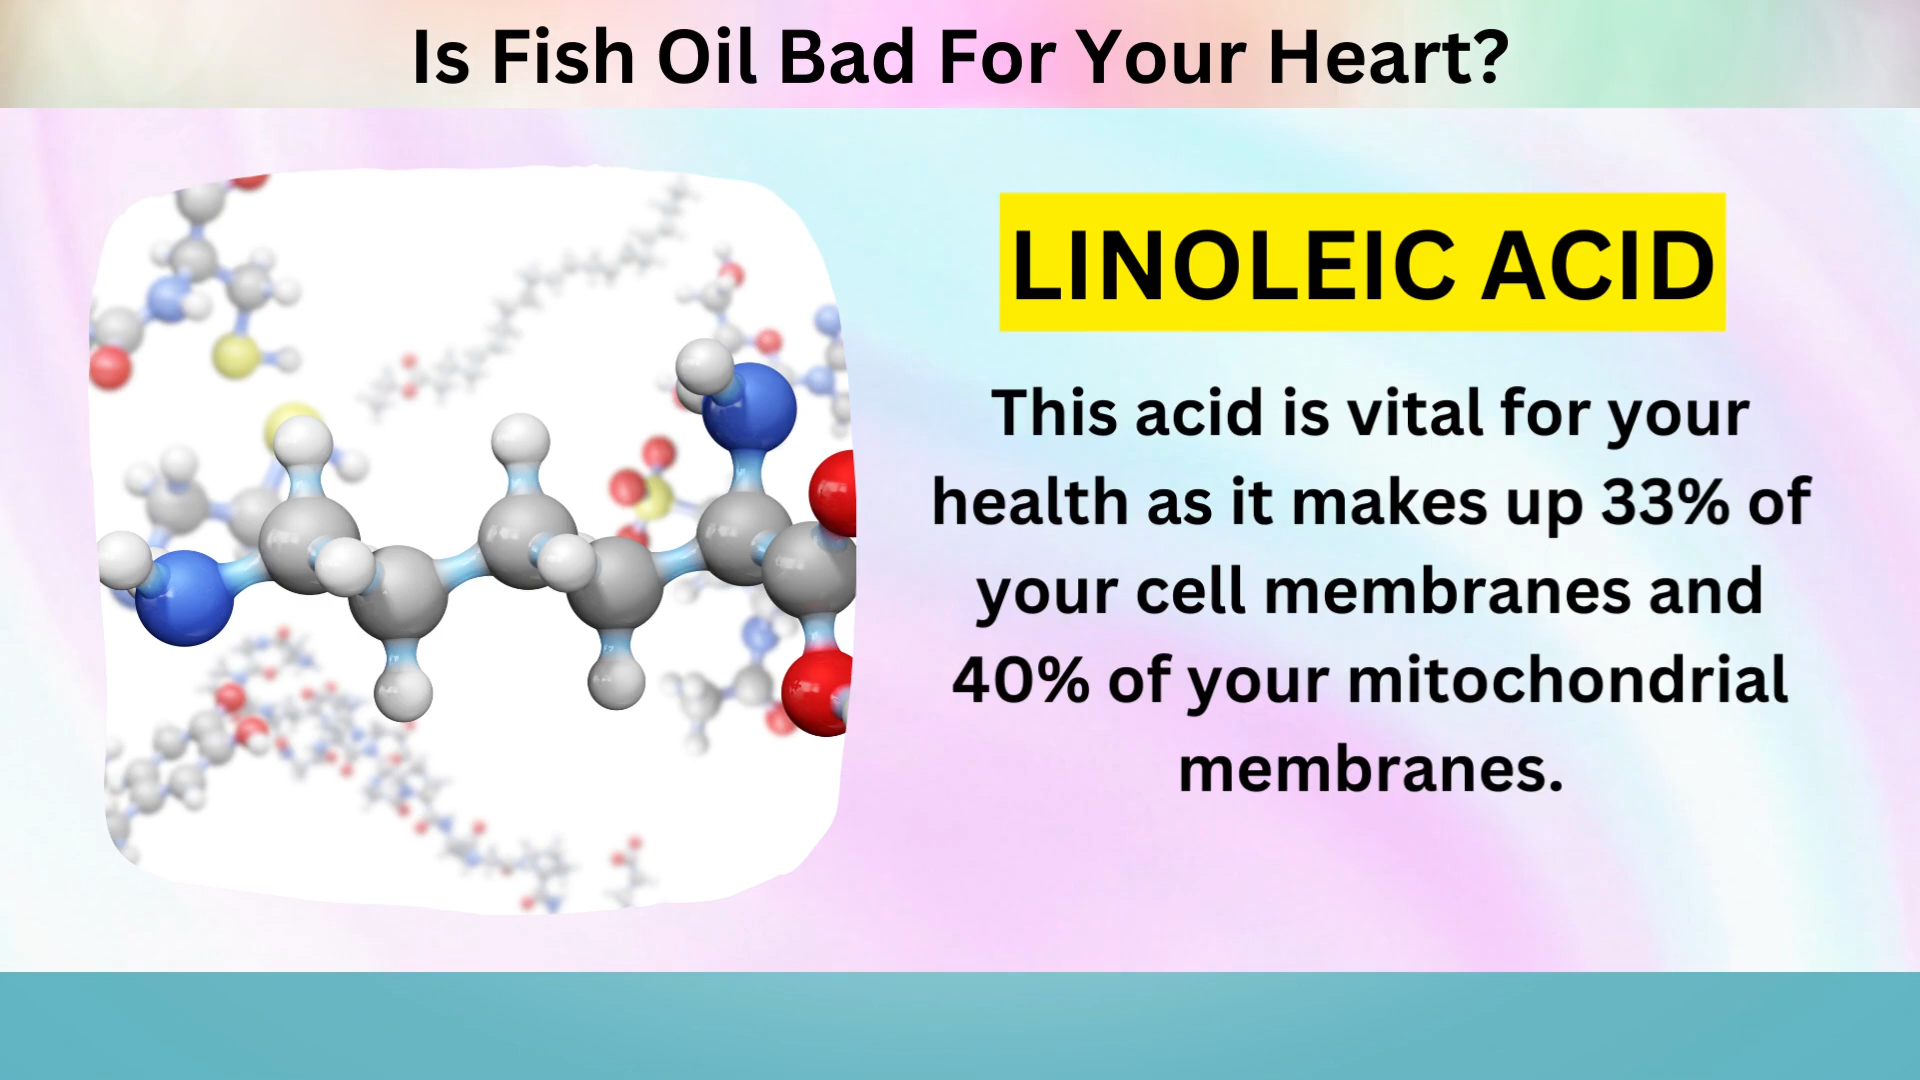 Is Fish Oil Bad For Your Heart?
LINOLEIC ACID
This acid is vital for your
health as it makes up 33% of
your cell membranes and
40% of your mitochondrial
membranes.